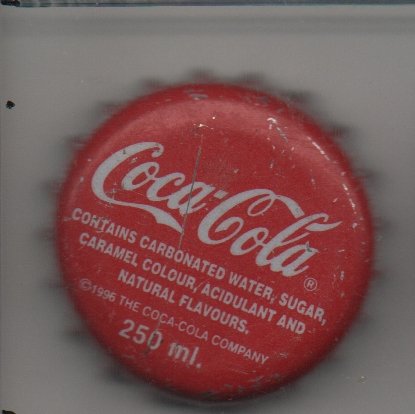 Coca-Cola ®
CONTAINS CARBONATED WATER, SUGAR,
CARAMEL COLOUR, ACIDULANT AND
NATURAL FLAVOURS.
©1996 THE COCA-COLA COMPANY
250 ml.